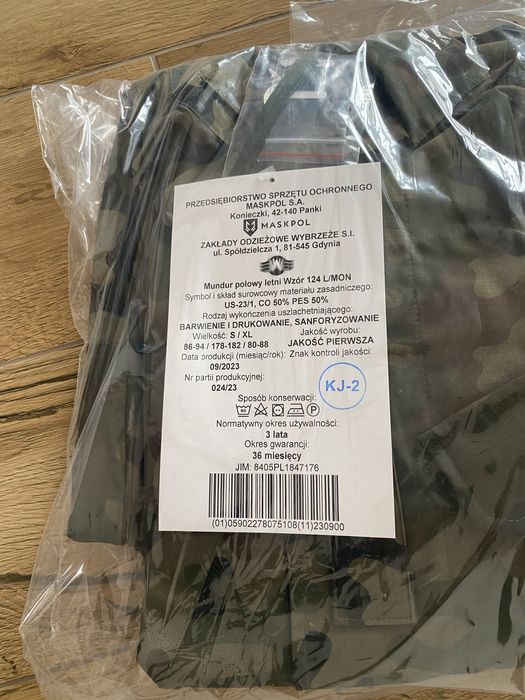 PRZEDSIĘBIORSTWO SPRZĘTU OCHRONNEGO
MASKPOL S.A.
Konieczki, 42-140 Panki
MASKPOL
ZAKŁADY ODZIEŻOWE WYBRZEŻE S.I.
ul. Spółdzielcza 1, 81-545 Gdynia
W
Mundur polowy letni Wzór 124 L/MON
Symbol i skład surowcowy materiału zasadniczego:
US-23/1, CO 50% PES 50%
Rodzaj wykończenia uszlachetniającego:
BARWIENIE I DRUKOWANIE, SANFORYZOWANIE
Wielkość: S / XL Jakość wyrobu:
86-94 / 178-182 / 80-88 JAKOŚĆ PIERWSZA
Data produkcji (miesiąc/rok): Znak kontroli jakości:
09/2023
Nr partii produkcyjnej:
024/23
KJ-2
Sposób konserwacji:
Normatywny okres używalności:
3 lata
Okres gwarancji:
36 miesięcy
JIM: 8405PL1847176
(01)05902278075108(11)230900